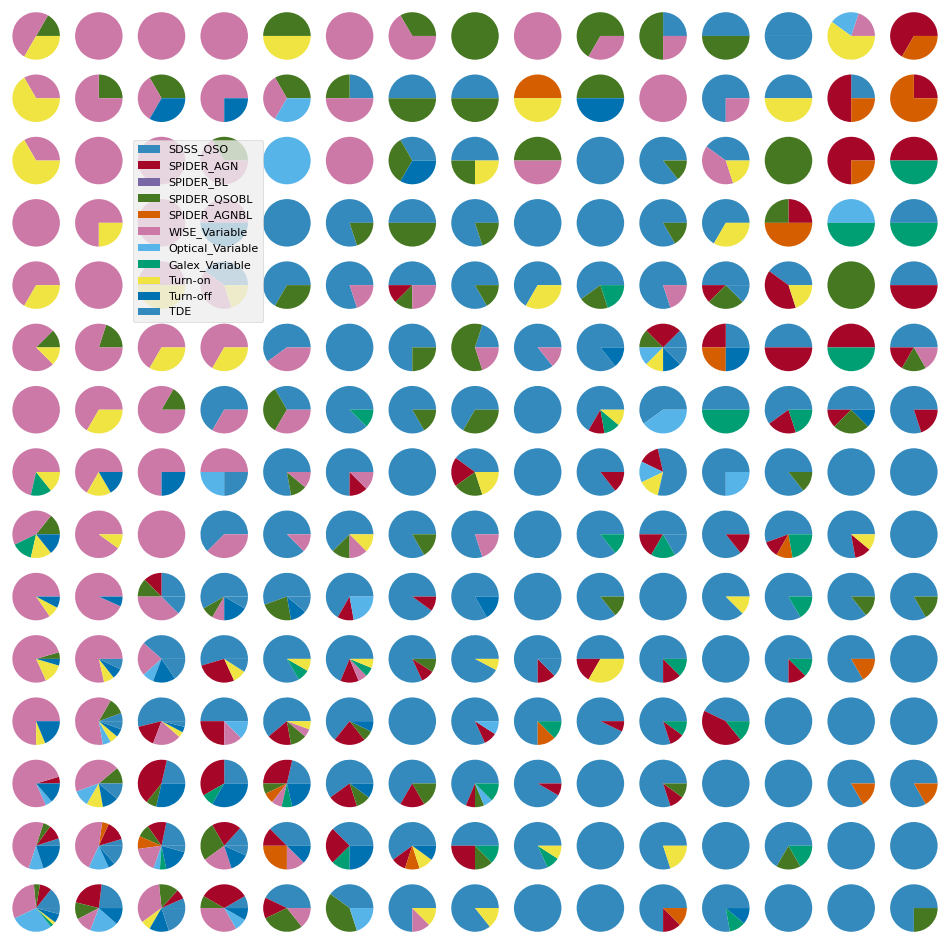 SDSS_QSO
SPIDER_AGN
SPIDER_BL
SPIDER_QSOBL
SPIDER_AGNBL
WISE_Variable
Optical_Variable
Galex_Variable
Turn-on
Turn-off
TDE